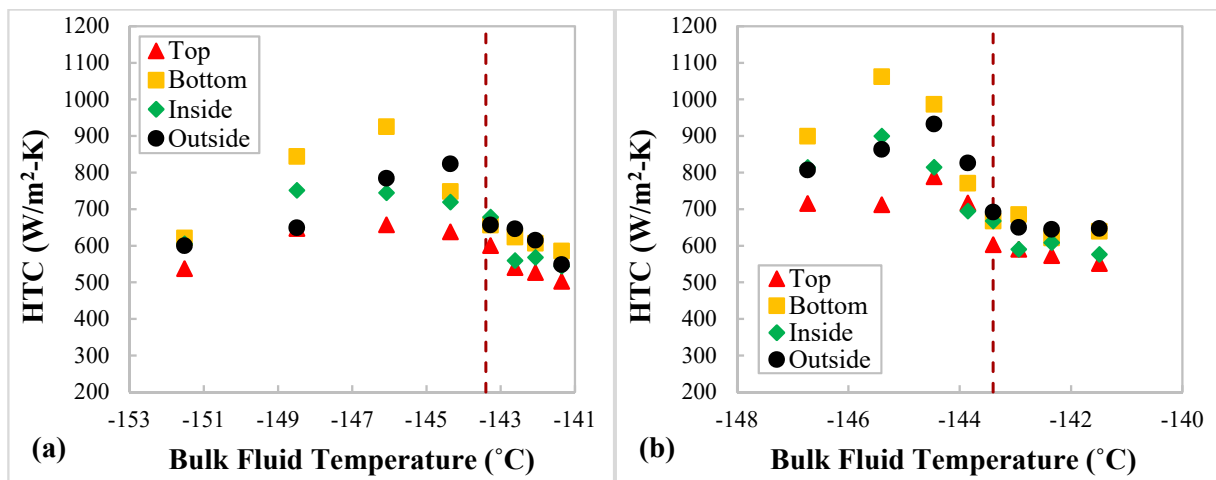 1200
1100
1000
900
800
700
600
500
400
300
200
HTC (W/m²-K)
Top
Bottom
Inside
Outside
-153 -151 -149 -147 -145 -143 -141
(a) Bulk Fluid Temperature (˚C)
1200
1100
1000
900
800
700
600
500
400
300
200
HTC (W/m²-K)
Top
Bottom
Inside
Outside
-148 -146 -144 -142 -140
(b) Bulk Fluid Temperature (˚C)